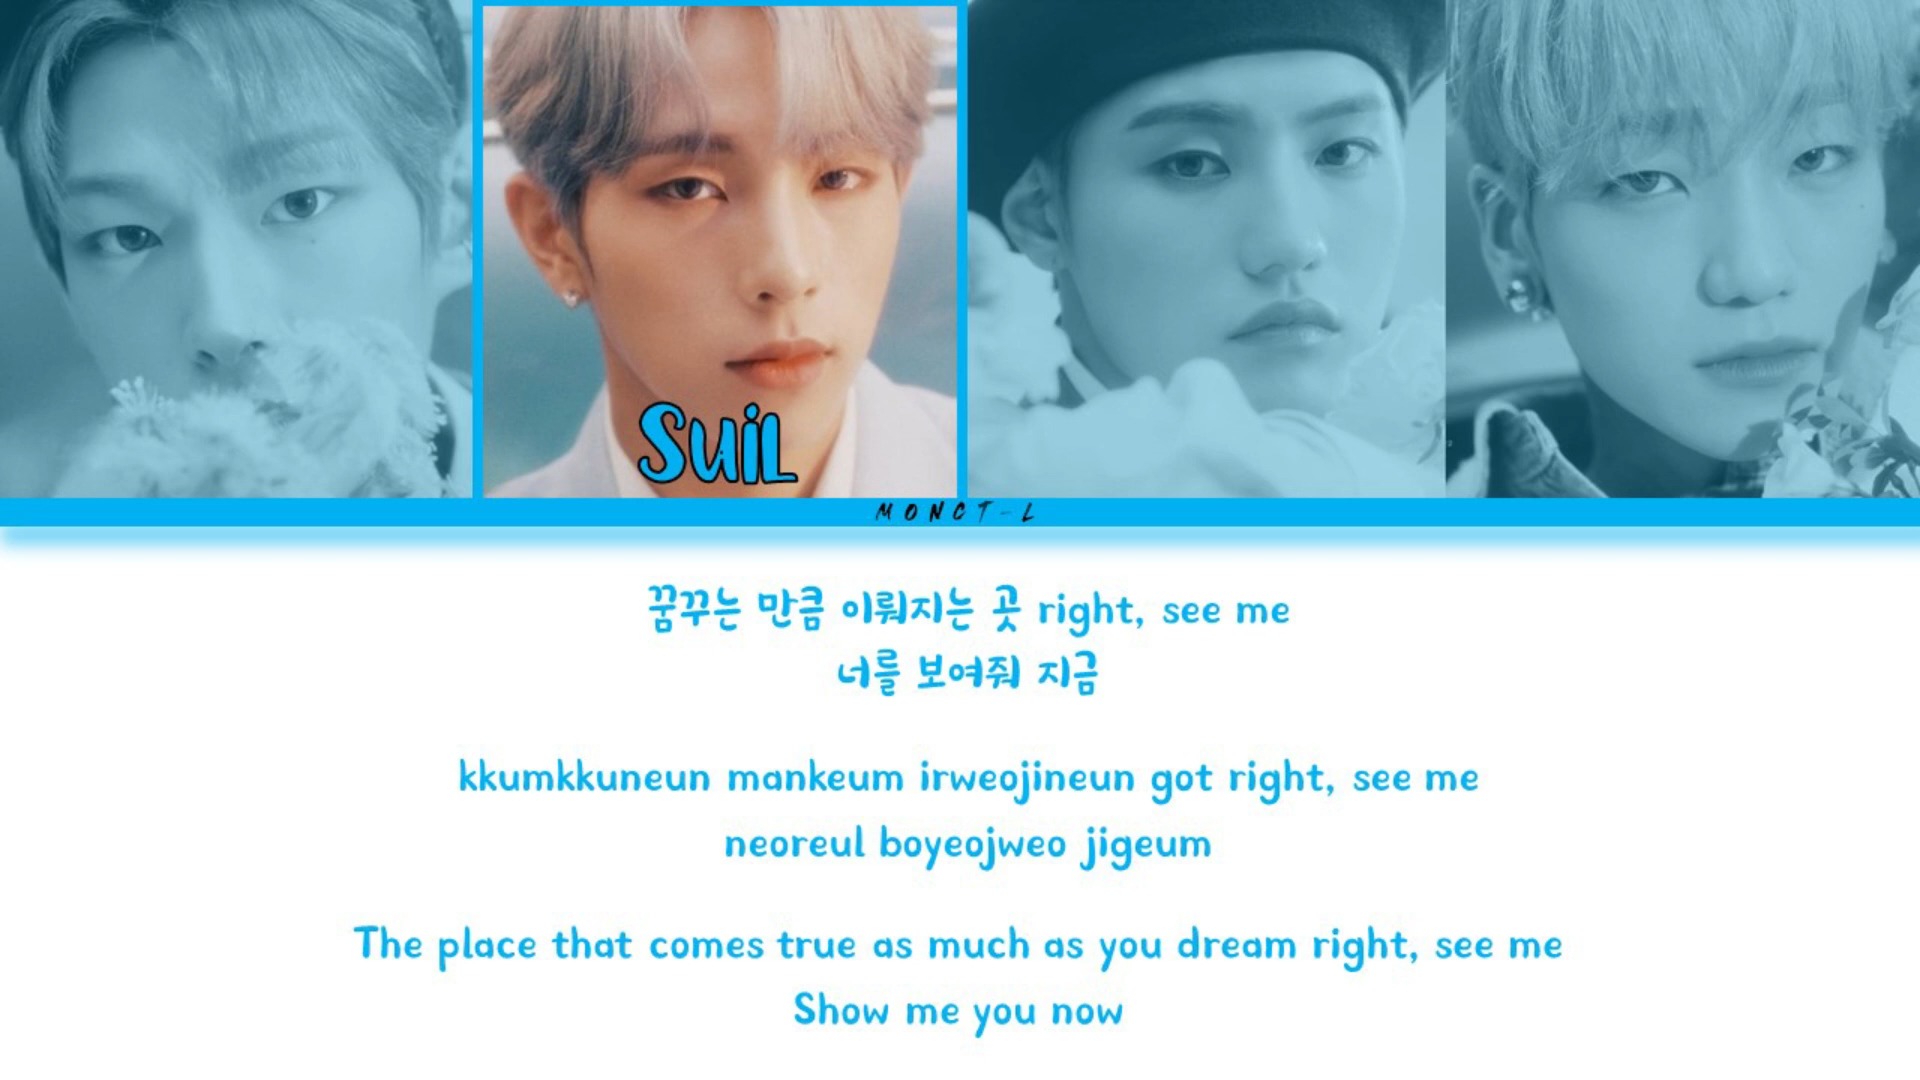 SUIL
MONCT-L
꿈꾸는 만큼 이뤄지는 곳 right, see me
너를 보여줘 지금
kkumkkuneun mankeum irweojineun got right, see me
neoreul boyeojweo jigeum
The place that comes true as much as you dream right, see me
Show me you now